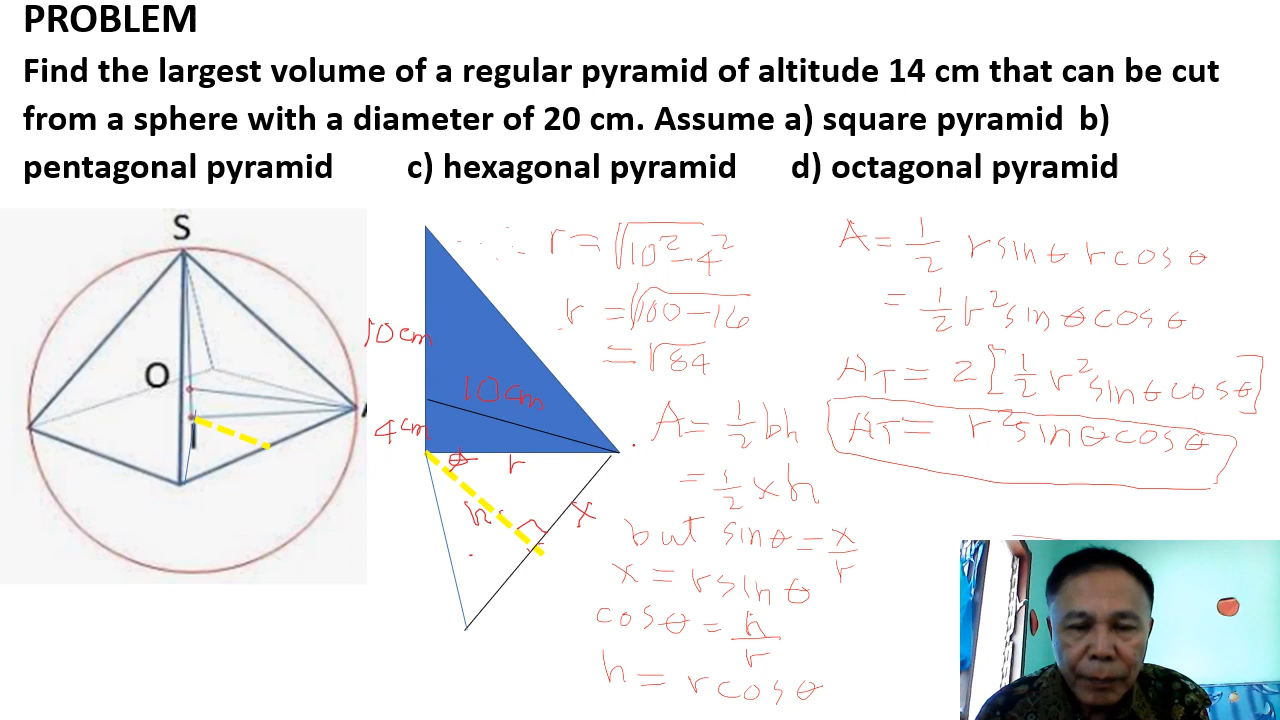 PROBLEM
Find the largest volume of a regular pyramid of altitude 14 cm that can be cut
from a sphere with a diameter of 20 cm. Assume a) square pyramid b)
pentagonal pyramid c) hexagonal pyramid d) octagonal pyramid
S
O
I
10cm
10cm
4cm
θ
r
h
x
r = √10² - 4²
r = √100 - 16
= √84
A = 1/2 bh
= 1/2 x h
but sin θ = x/r
x = r sin θ
cos θ = h/r
h = r cos θ
A = 1/2 r sin θ r cos θ
= 1/2 r² sin θ cos θ
A_T = 2[1/2 r² sin θ cos θ]
A_T = r² sin θ cos θ